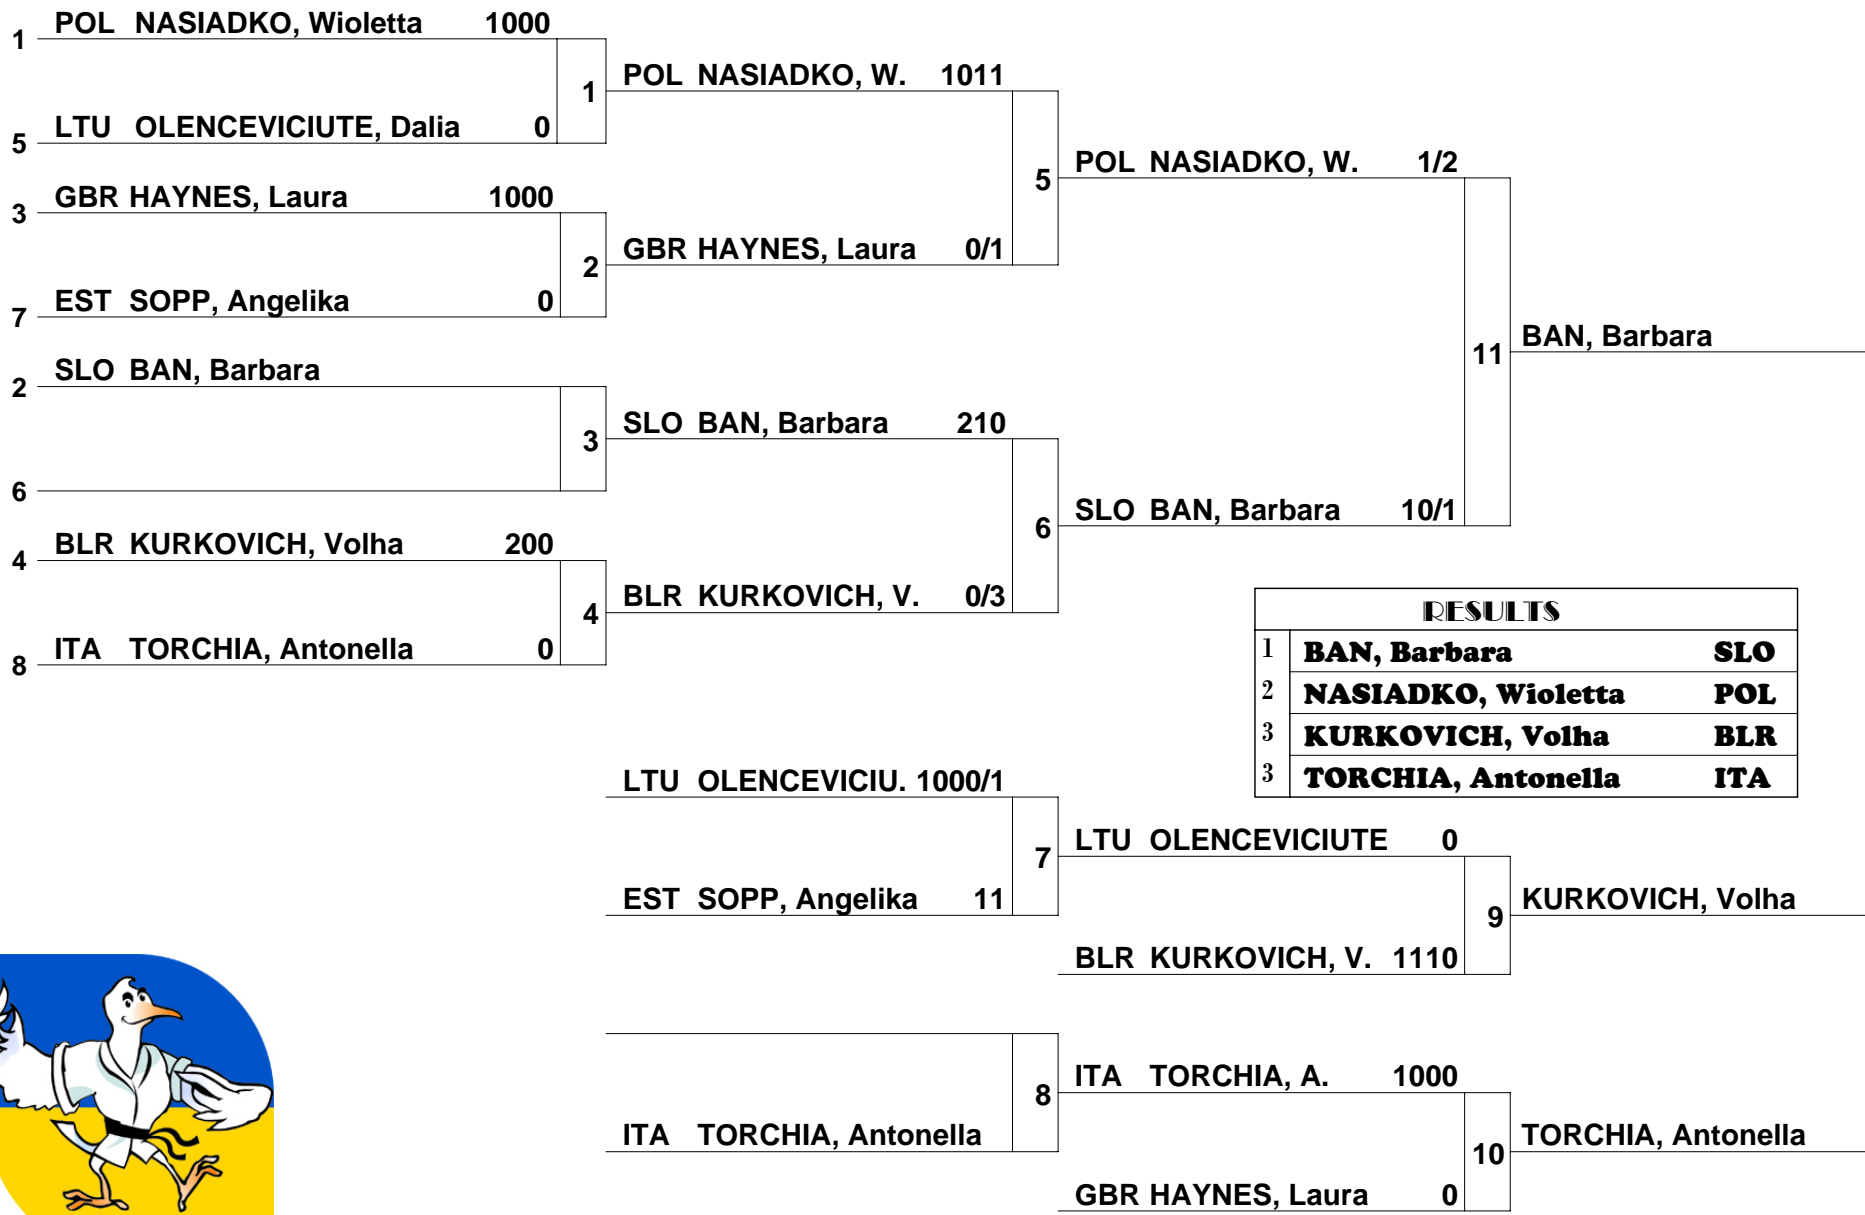 1 POL NASIADKO, Wioletta 1000
5 LTU OLENCEVICIUTE, Dalia 0
1
3 GBR HAYNES, Laura 1000
7 EST SOPP, Angelika 0
2
2 SLO BAN, Barbara
6
3
4 BLR KURKOVICH, Volha 200
8 ITA TORCHIA, Antonella 0
4
POL NASIADKO, W. 1011
GBR HAYNES, Laura 0/1
5
SLO BAN, Barbara 210
BLR KURKOVICH, V. 0/3
6
POL NASIADKO, W. 1/2
SLO BAN, Barbara 10/1
11
BAN, Barbara
RESULTS
1 BAN, Barbara SLO
2 NASIADKO, Wioletta POL
3 KURKOVICH, Volha BLR
3 TORCHIA, Antonella ITA
LTU OLENCEVICIU. 1000/1
EST SOPP, Angelika 11
7
LTU OLENCEVICIUTE 0
BLR KURKOVICH, V. 1110
9
KURKOVICH, Volha
ITA TORCHIA, Antonella
8
ITA TORCHIA, A. 1000
GBR HAYNES, Laura 0
10
TORCHIA, Antonella